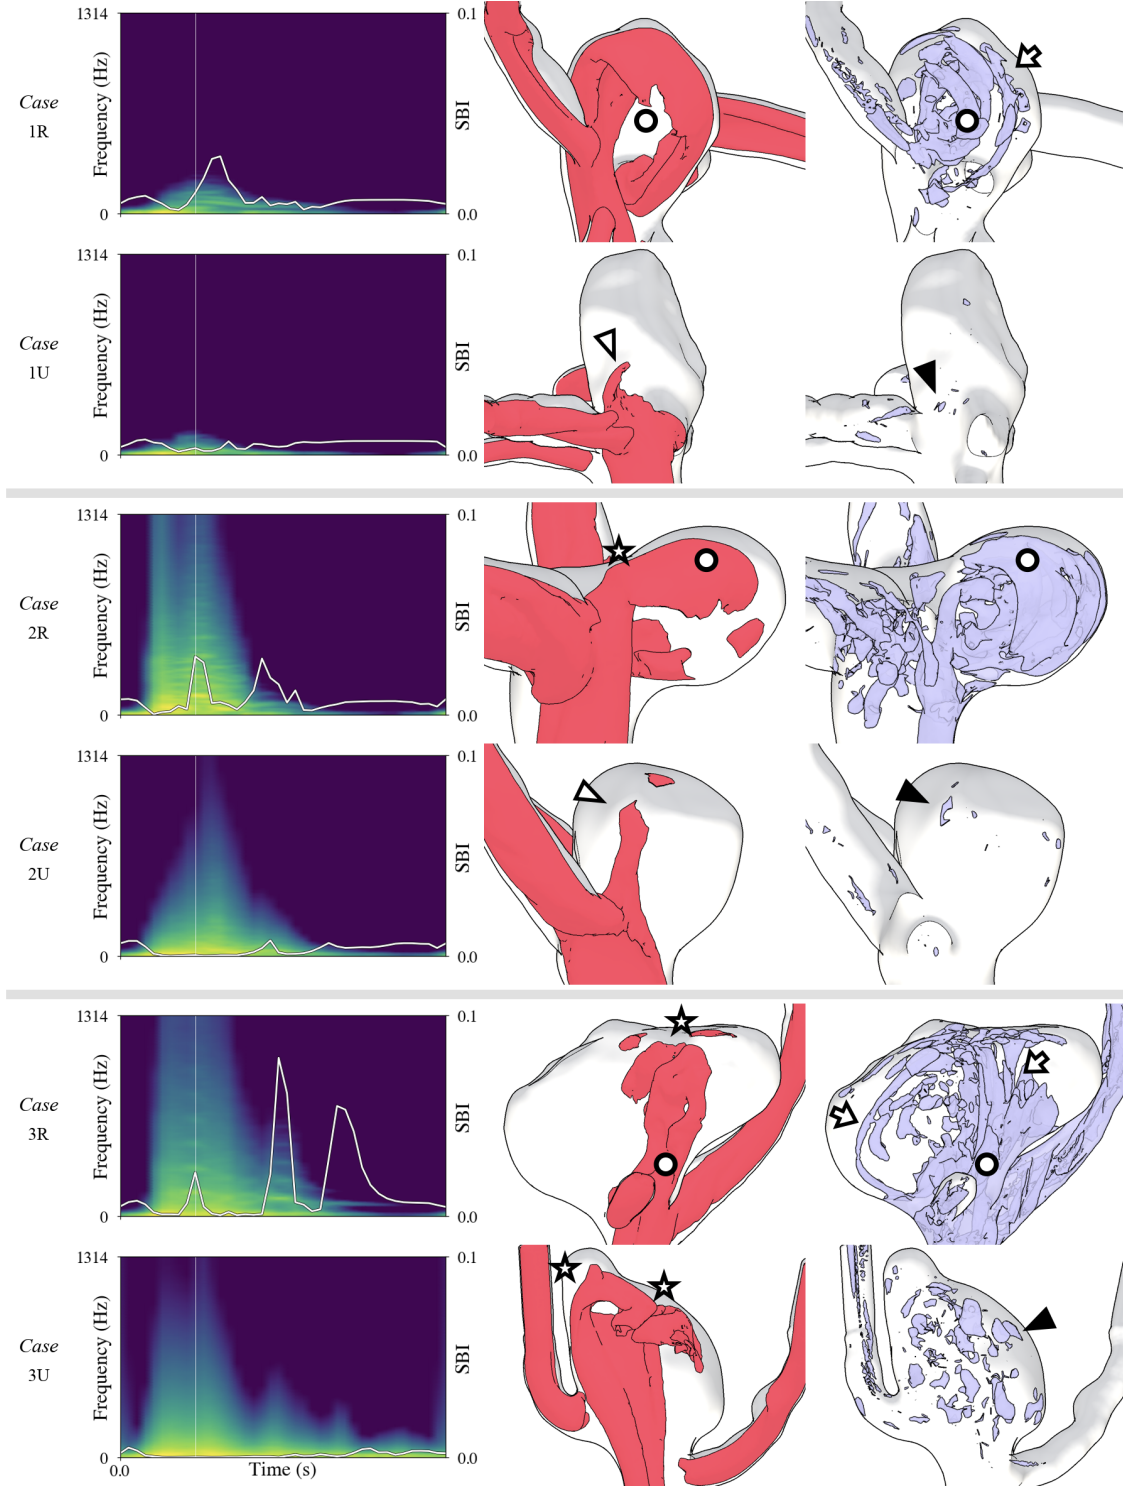 1314
0.1
Case
1R
Frequency (Hz)
SBI
0
0.0
1314
0.1
Case
1U
Frequency (Hz)
SBI
0
0.0
1314
0.1
Case
2R
Frequency (Hz)
SBI
0
0.0
1314
0.1
Case
2U
Frequency (Hz)
SBI
0
0.0
1314
0.1
Case
3R
Frequency (Hz)
SBI
0
0.0
1314
0.1
Case
3U
Frequency (Hz)
SBI
0
0.0
0.0
Time (s)